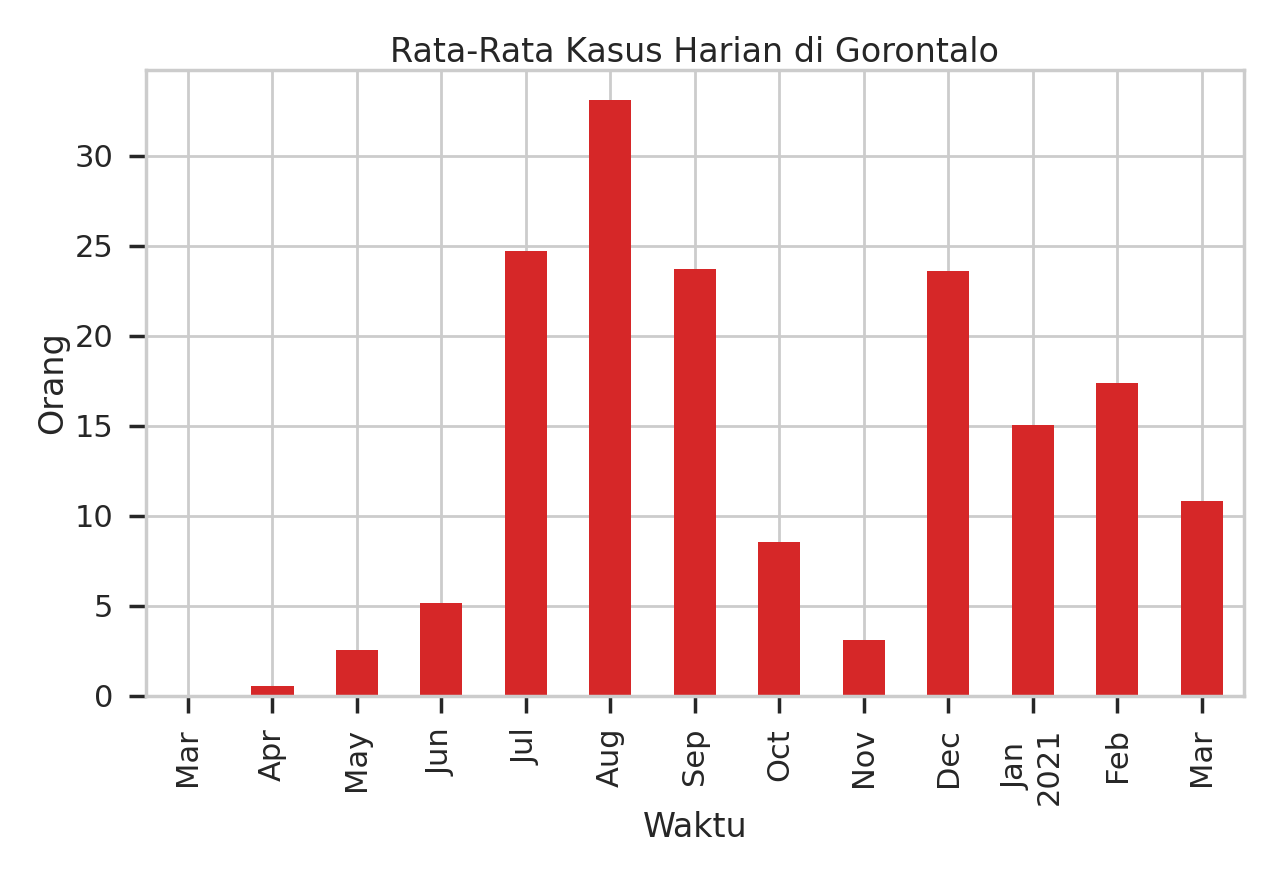 Rata-Rata Kasus Harian di Gorontalo
Orang
30
25
20
15
10
5
0
Mar
Apr
May
Jun
Jul
Aug
Sep
Oct
Nov
Dec
Jan
2021
Feb
Mar
Waktu